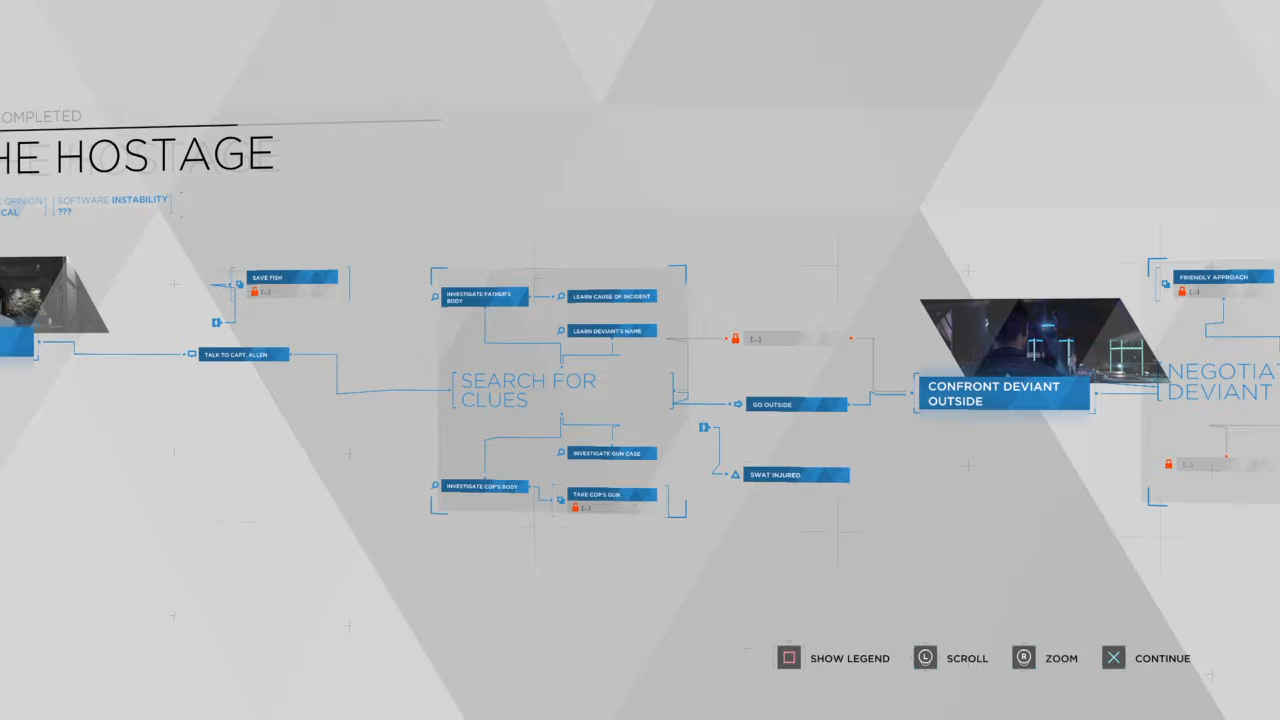 OMPLETED
HE HOSTAGE
OPINION
CAL
SOFTWARE INSTABILITY
???
SAVE FISH
[...]
TALK TO CAPT. ALLEN
INVESTIGATE FATHER'S
BODY
LEARN CAUSE OF INCIDENT
LEARN DEVIANT'S NAME
SEARCH FOR
CLUES
INVESTIGATE GUN CASE
INVESTIGATE COP'S BODY
TAKE COP'S GUN
[...]
[...]
GO OUTSIDE
SWAT INJURED
CONFRONT DEVIANT
OUTSIDE
FRIENDLY APPROACH
[...]
NEGOTIA
DEVIANT
[...]
SHOW LEGEND
L
SCROLL
R
ZOOM
CONTINUE